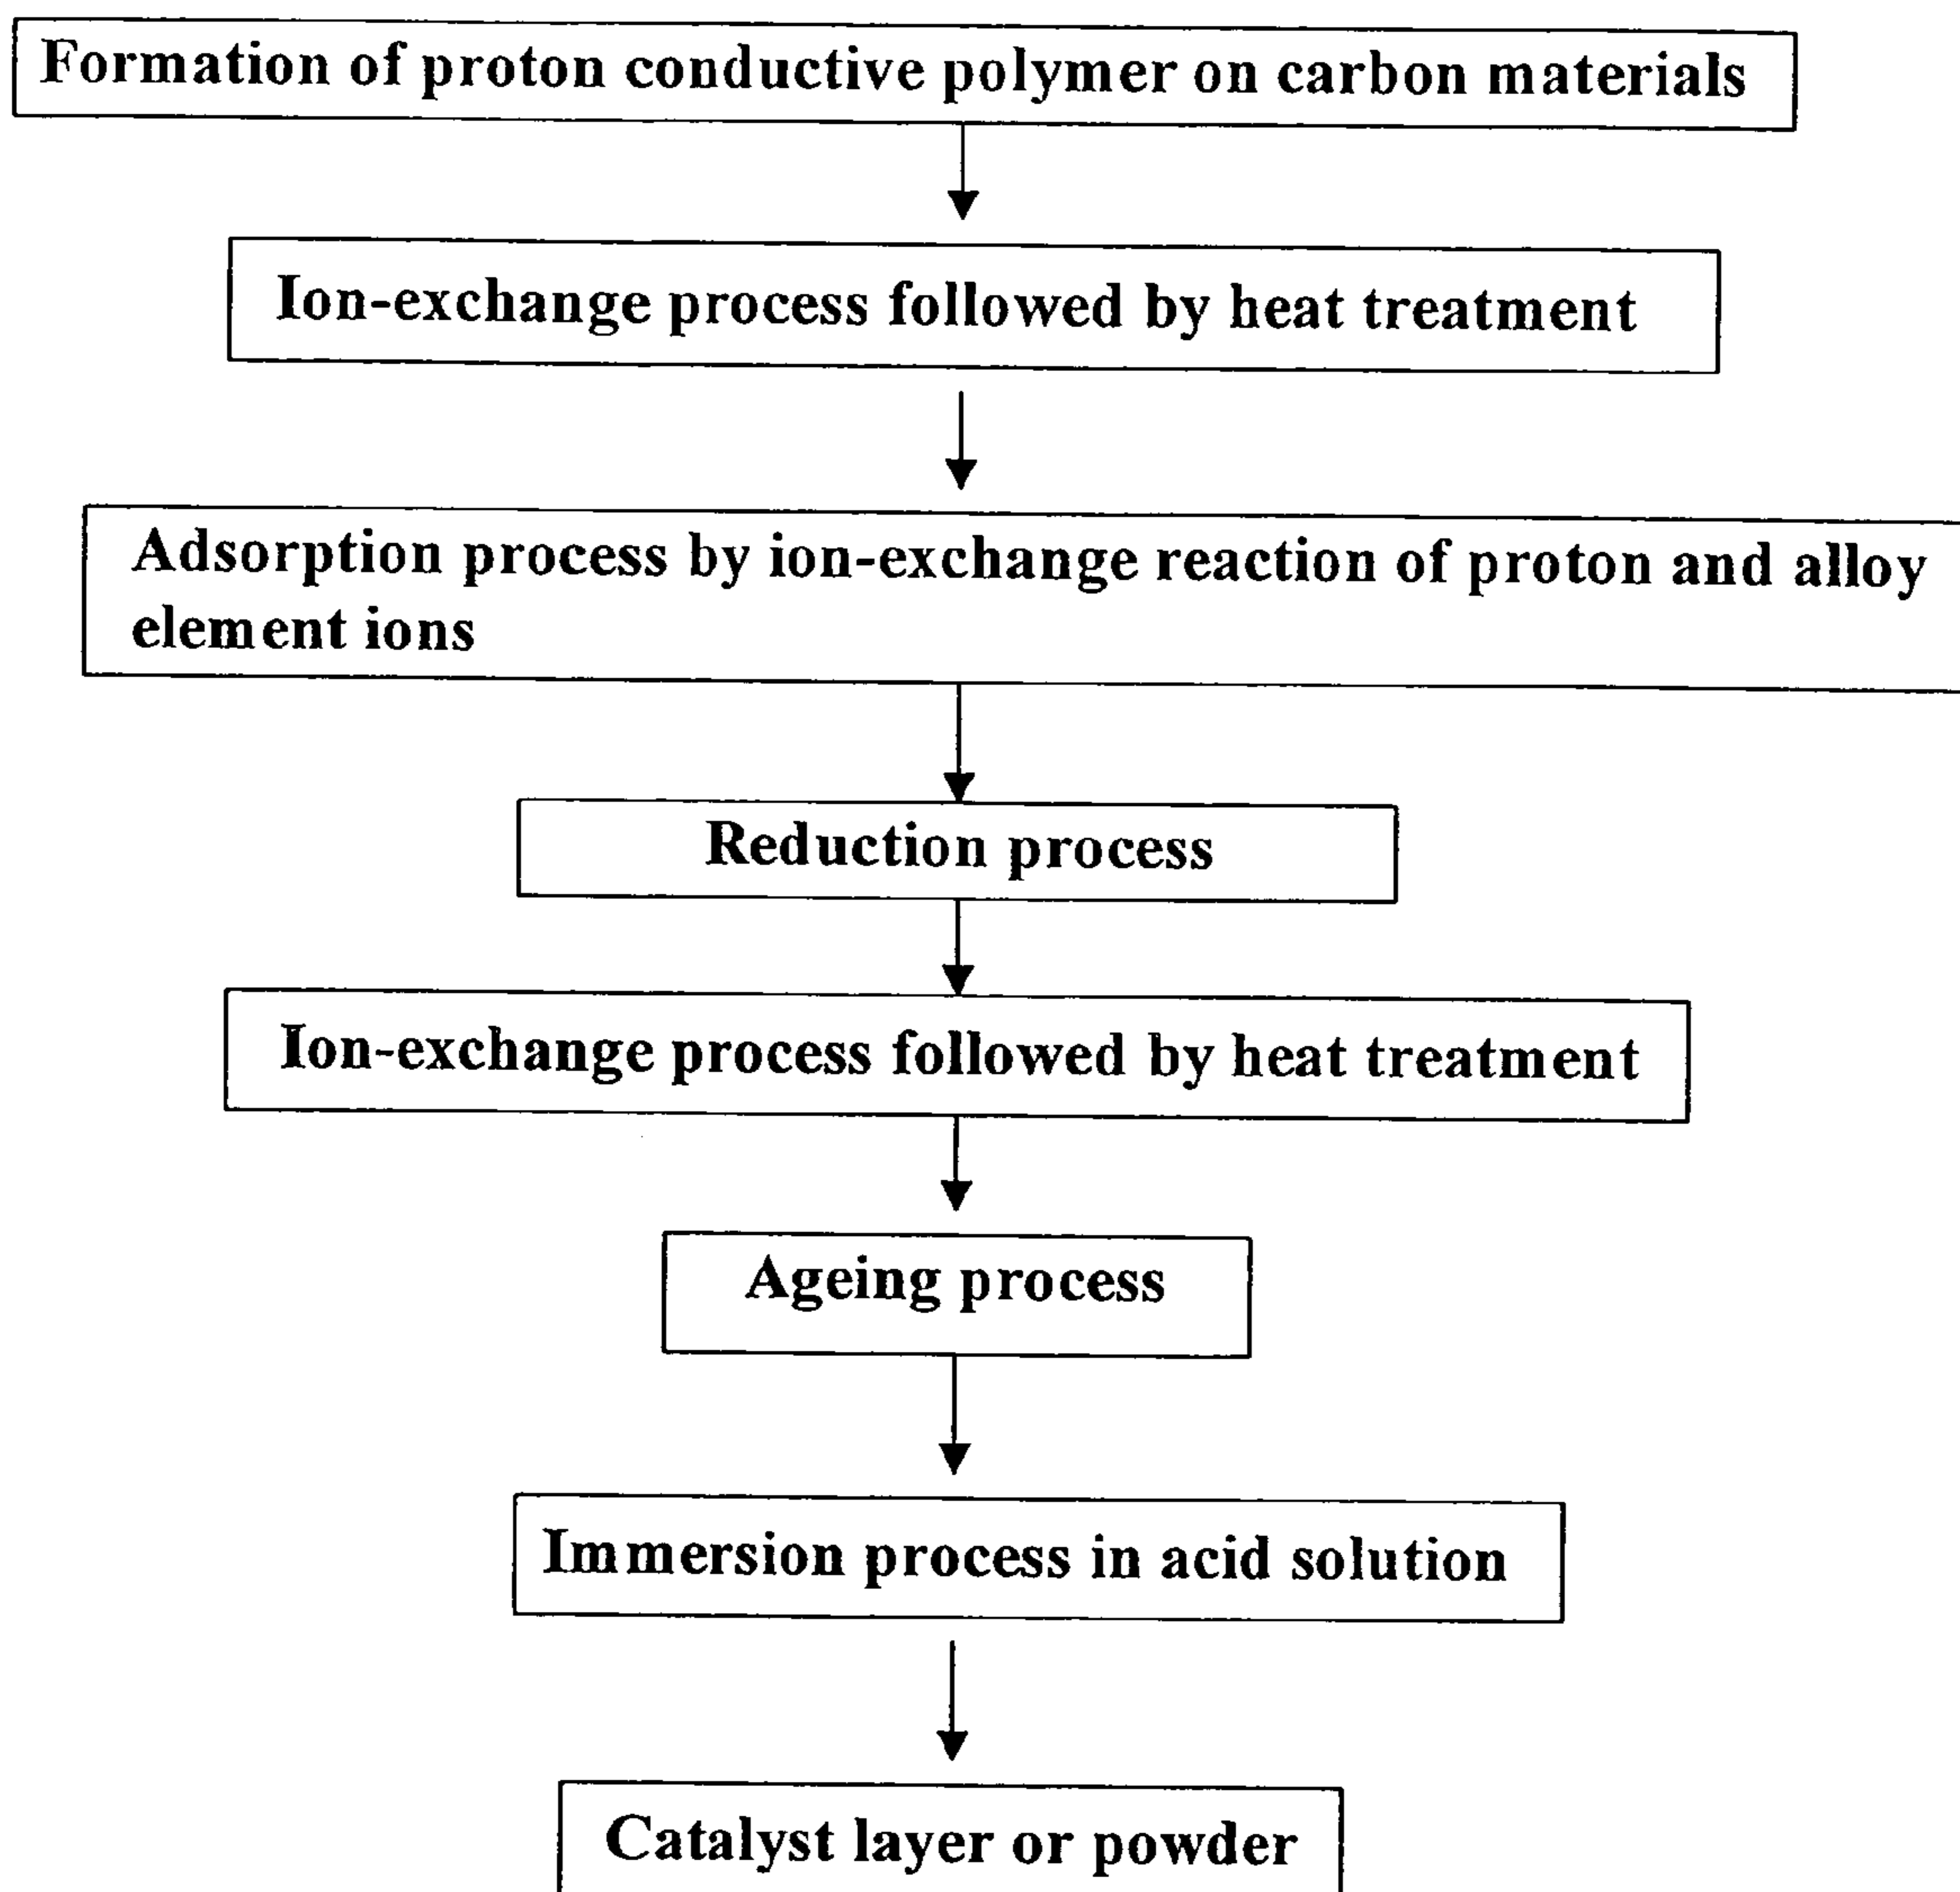 Formation of proton conductive polymer on carbon materials
Ion-exchange process followed by heat treatment
Adsorption process by ion-exchange reaction of proton and alloy
element ions
Reduction process
Ion-exchange process followed by heat treatment
Ageing process
Immersion process in acid solution
Catalyst layer or powder